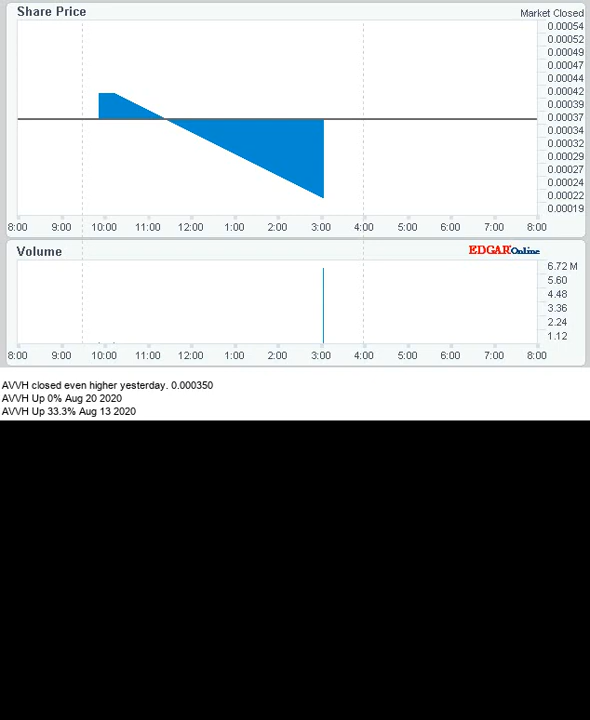 Share Price
Market Closed
0.00054
0.00052
0.00049
0.00047
0.00044
0.00042
0.00039
0.00037
0.00034
0.00032
0.00029
0.00027
0.00024
0.00022
0.00019
8:00 9:00 10:00 11:00 12:00 1:00 2:00 3:00 4:00 5:00 6:00 7:00 8:00
Volume
EDGAR Online
6.72 M
5.60
4.48
3.36
2.24
1.12
8:00 9:00 10:00 11:00 12:00 1:00 2:00 3:00 4:00 5:00 6:00 7:00 8:00
AVVH closed even higher yesterday. 0.000350
AVVH Up 0% Aug 20 2020
AVVH Up 33.3% Aug 13 2020